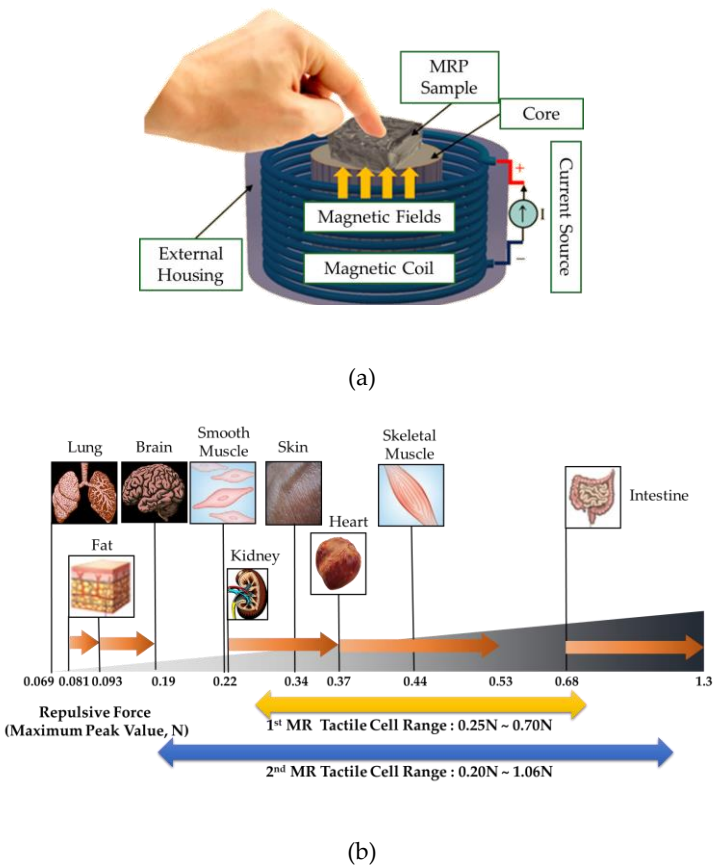 MRP
Sample
Core
+
Current Source
I
−
Magnetic Fields
Magnetic Coil
External
Housing
(a)
Lung
Brain
Smooth
Muscle
Skin
Skeletal
Muscle
Intestine
Fat
Kidney
Heart
0.069 0.081 0.093 0.19 0.22 0.34 0.37 0.44 0.53 0.68 1.3
Repulsive Force
(Maximum Peak Value, N)
1st MR Tactile Cell Range : 0.25N ~ 0.70N
2nd MR Tactile Cell Range : 0.20N ~ 1.06N
(b)